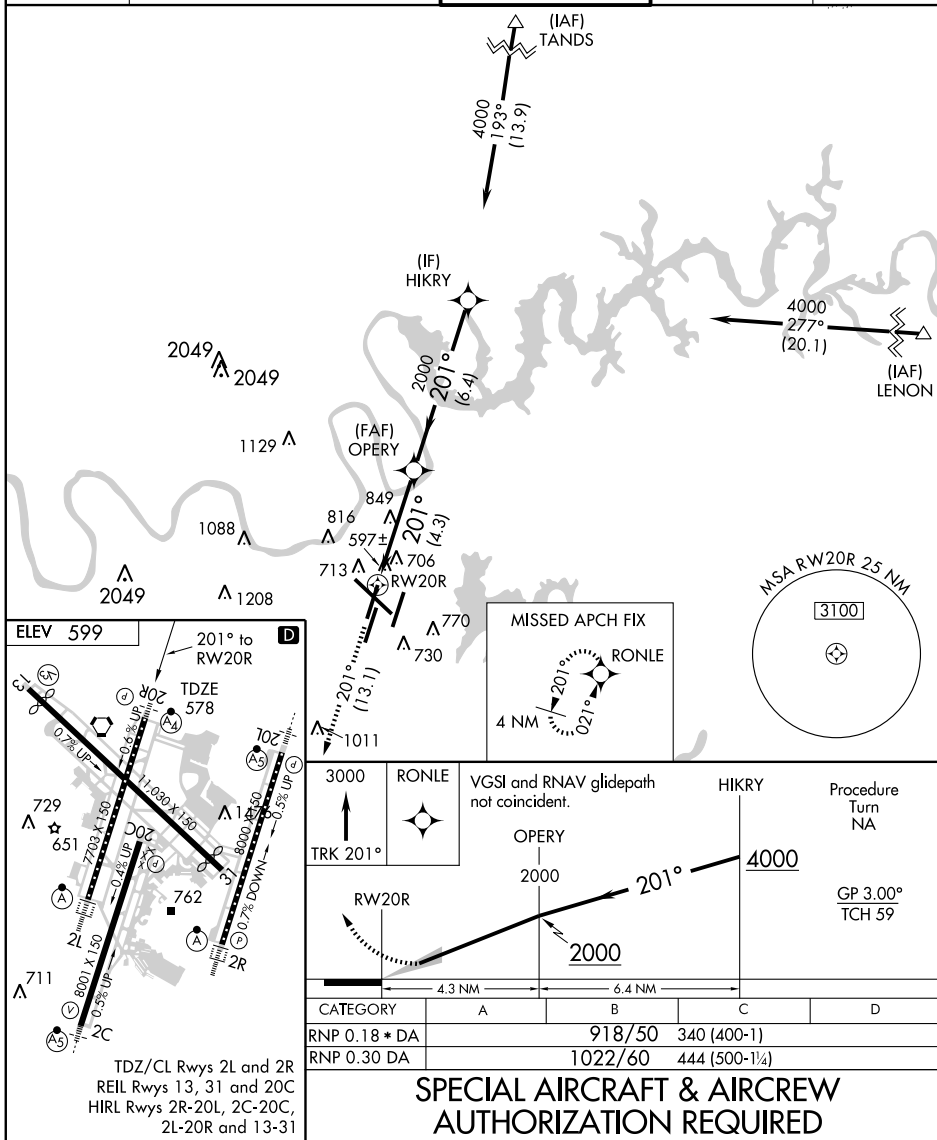 (IAF)
TANDS
4000
193°
(13.9)
(IF)
HIKRY
4000
277°
(20.1)
(IAF)
LENON
2049
2049
2000
201°
(6.4)
1129
(FAF)
OPERY
849
816
1088
201°
(4.3)
597±
706
713
RW20R
2049
1208
770
730
201°
(13.1)
1011
MISSED APCH FIX
RONLE
201°
021°
4 NM
MSA RW20R 25 NM
3100
ELEV 599
D
201° to
RW20R
TDZE
578
13
V5
P
20R
A4
0.7% UP
0.6% UP
20L
A5
P
0.5% UP
11,030 X 150
729
651
7703 X 150
20C
P
0.4% UP
8000 X 150
31
A
762
0.7% DOWN
2L
A
P
2R
711
8001 X 150
0.5% UP
V
A5
2C
TDZ/CL Rwys 2L and 2R
REIL Rwys 13, 31 and 20C
HIRL Rwys 2R-20L, 2C-20C,
2L-20R and 13-31
3000
TRK 201°
RONLE
VGSI and RNAV glidepath
not coincident.
HIKRY
Procedure
Turn
NA
OPERY
2000
201°
4000
RW20R
2000
GP 3.00°
TCH 59
4.3 NM
6.4 NM
CATEGORY A B C D
RNP 0.18 * DA 918/50 340 (400-1)
RNP 0.30 DA 1022/60 444 (500-1¼)
SPECIAL AIRCRAFT & AIRCREW
AUTHORIZATION REQUIRED